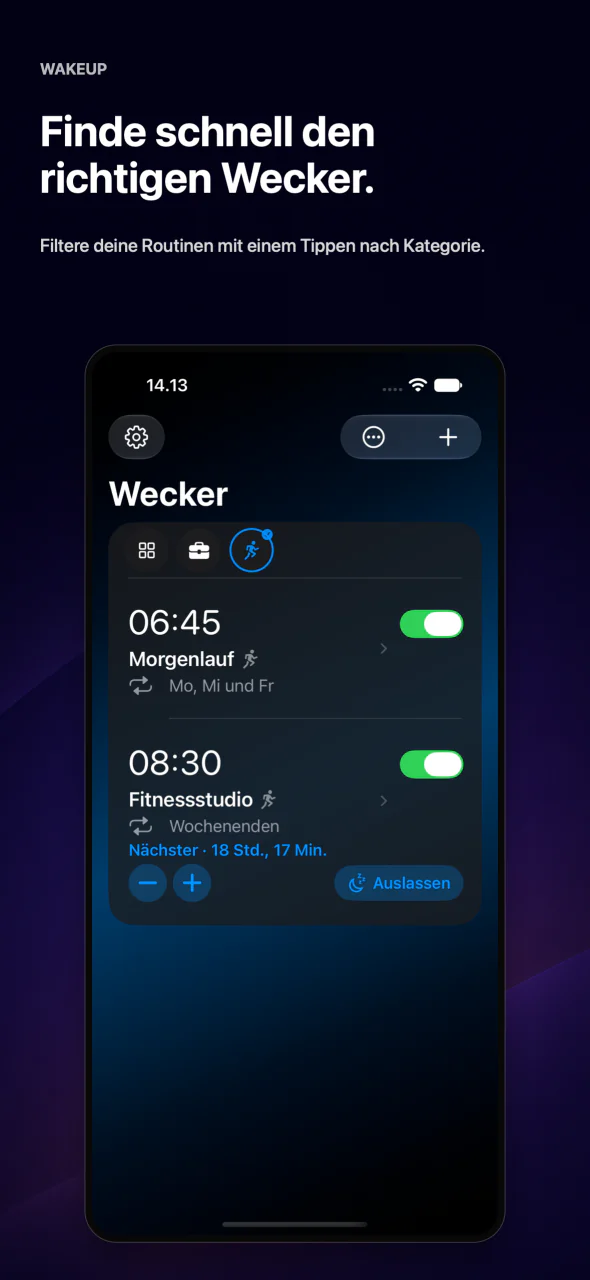 WAKEUP
Finde schnell den
richtigen Wecker.
Filtere deine Routinen mit einem Tippen nach Kategorie.
14.13
Wecker
06:45
Morgenlauf
Mo, Mi und Fr
08:30
Fitnessstudio
Wochenenden
Nächster · 18 Std., 17 Min.
Auslassen